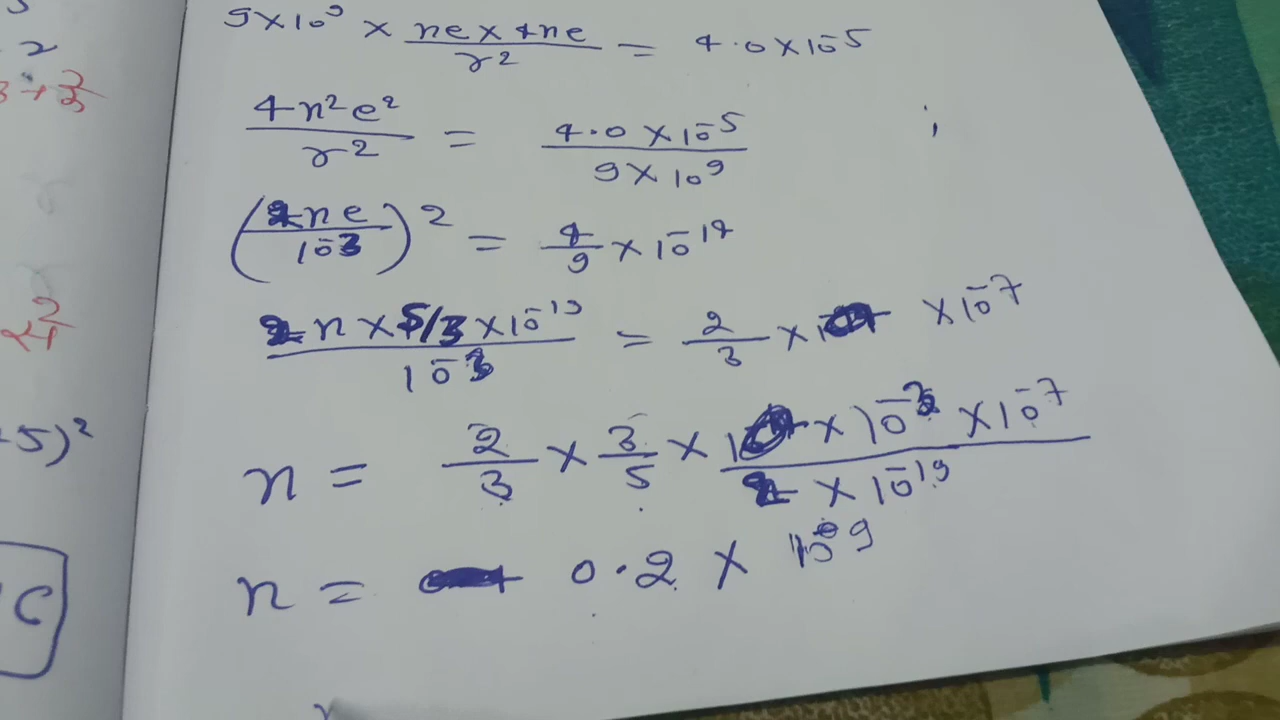 9×10⁹ × ne×4ne/r² = 4.0×10⁻⁵
4n²e²/r² = 4.0×10⁻⁵/9×10⁹ ;
(2ne/10⁻³)² = 4/9 × 10⁻¹⁴
2n×5/3×10⁻¹⁹/10⁻³ = 2/3 × ×10⁻⁷
n = 2/3 × 3/5 × ×10⁻³×10⁻⁷/2×10⁻¹⁹
n = 0.2 × 10⁹
+5)²
C